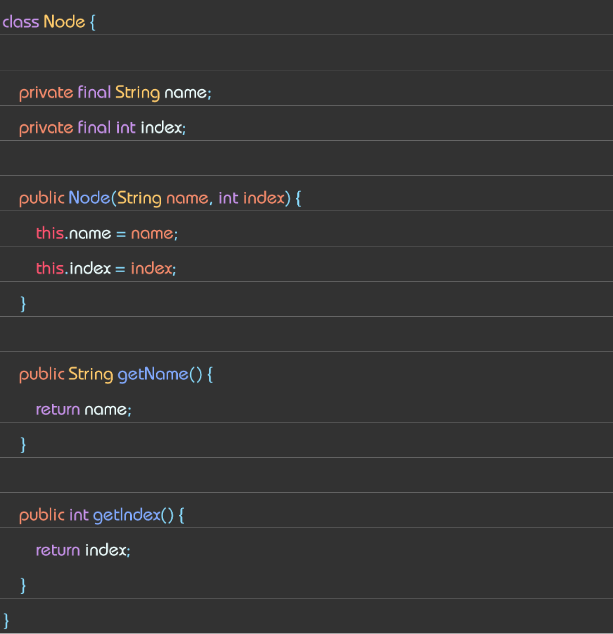 class Node {
private final String name;
private final int index;
public Node(String name, int index) {
this.name = name;
this.index = index;
}
public String getName() {
return name;
}
public int getIndex() {
return index;
}
}